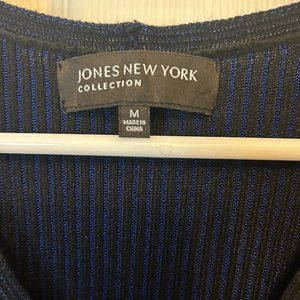 JONES NEW YORK
COLLECTION
M
MADE IN
CHINA